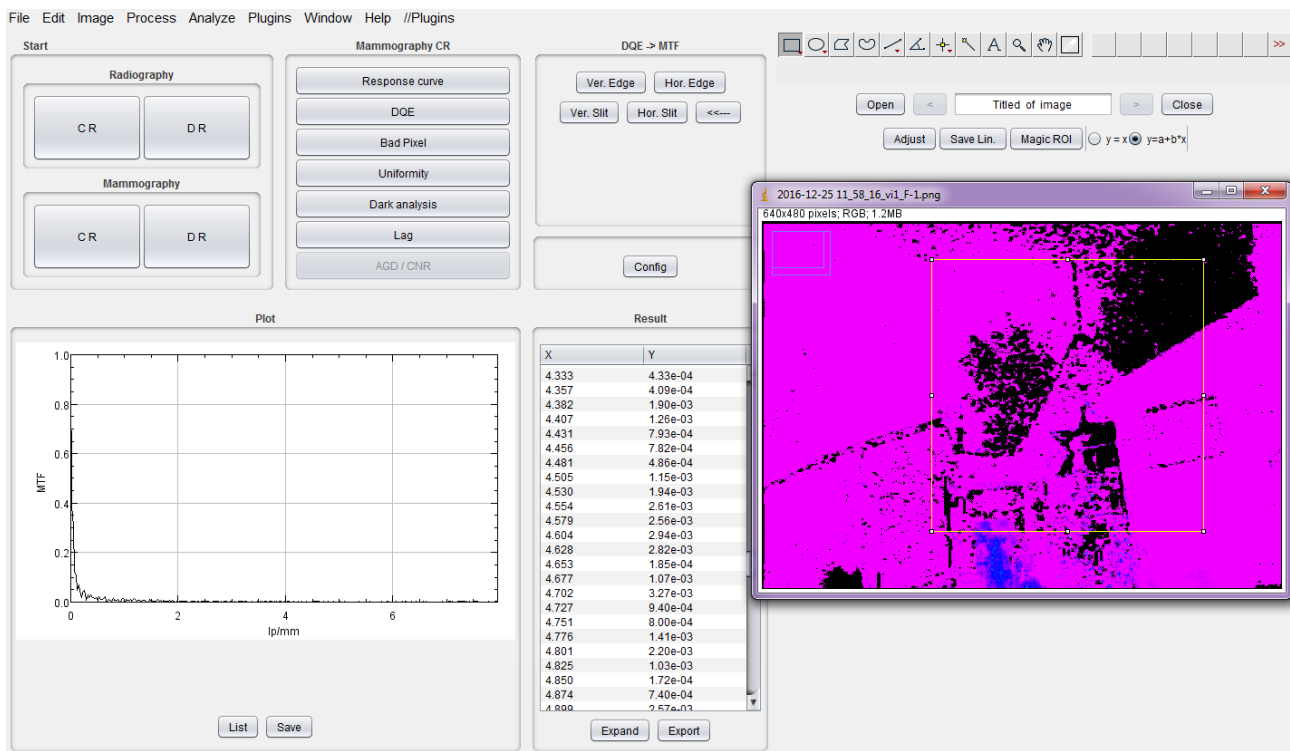 File Edit Image Process Analyze Plugins Window Help //Plugins
Start
Radiography
C R
D R
Mammography
C R
D R
Mammography CR
Response curve
DQE
Bad Pixel
Uniformity
Dark analysis
Lag
AGD / CNR
DQE -> MTF
Ver. Edge Hor. Edge
Ver. Slit Hor. Slit <<---
Config
A >>
Open < Titled of image > Close
Adjust Save Lin. Magic ROI y = x y=a+b*x
2016-12-25 11_58_16_vi1_F-1.png
640x480 pixels; RGB; 1.2MB
Plot
1.0
0.8
0.6
0.4
0.2
0.0
MTF
0 2 4 6
lp/mm
List Save
Result
X Y
4.333 4.33e-04
4.357 4.09e-04
4.382 1.90e-03
4.407 1.26e-03
4.431 7.93e-04
4.456 7.82e-04
4.481 4.86e-04
4.505 1.15e-03
4.530 1.94e-03
4.554 2.61e-03
4.579 2.56e-03
4.604 2.94e-03
4.628 2.82e-03
4.653 1.85e-04
4.677 1.07e-03
4.702 3.27e-03
4.727 9.40e-04
4.751 8.00e-04
4.776 1.41e-03
4.801 2.20e-03
4.825 1.03e-03
4.850 1.72e-04
4.874 7.40e-04
4.899 2.57e-03
Expand Export